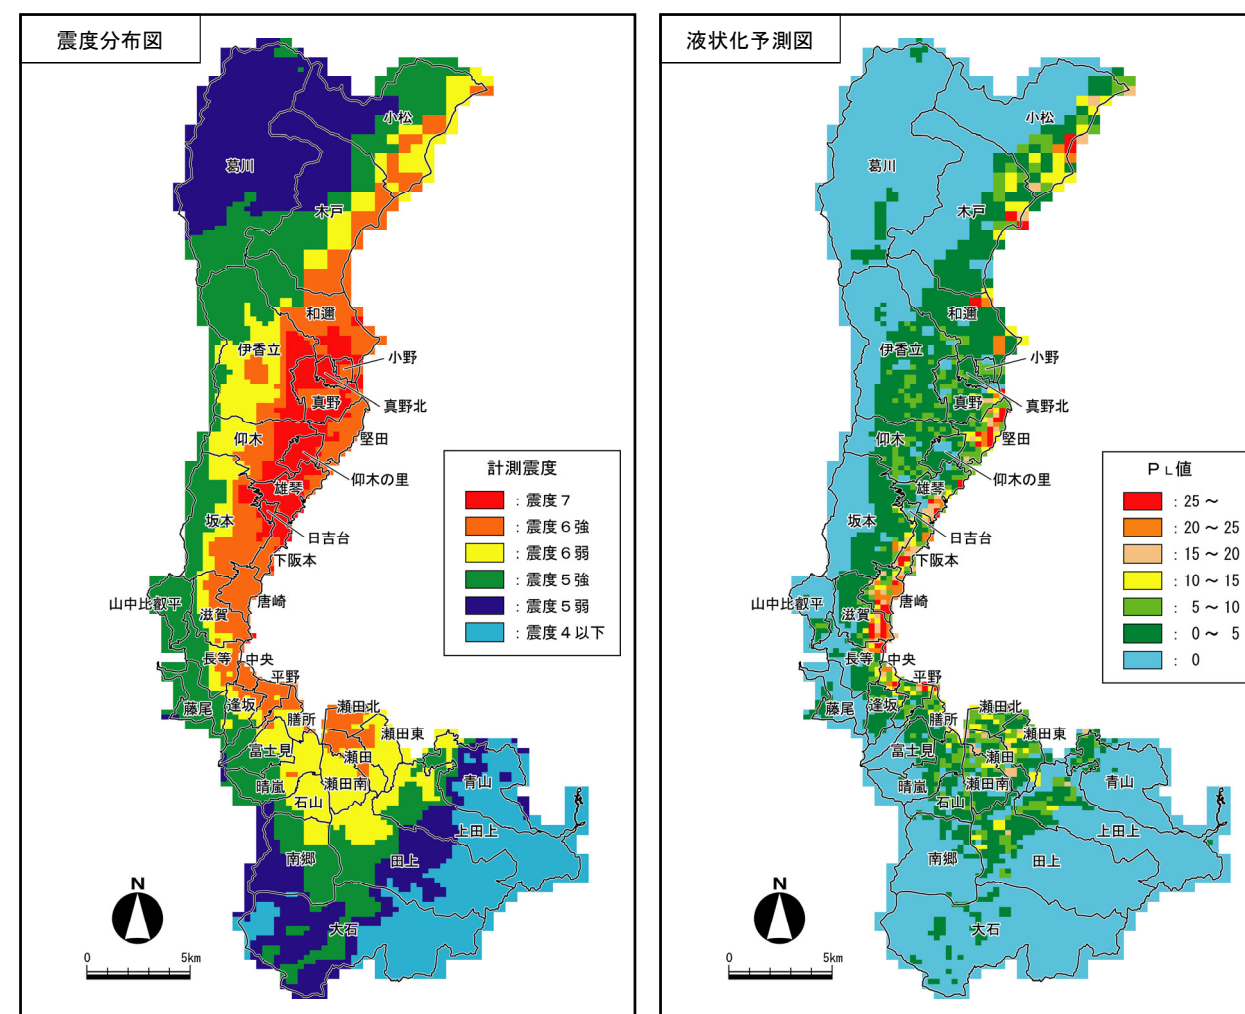 震度分布図
小松
葛川
木戸
和邇
伊香立
小野
真野北
真野
仰木
堅田
仰木の里
雄琴
坂本
日吉台
下阪本
山中比叡平
滋賀
唐崎
長等
中央
平野
藤尾
逢坂
膳所
瀬田北
瀬田東
富士見
瀬田
晴嵐
瀬田南
青山
石山
上田上
南郷
田上
大石
計測震度
：震度７
：震度６強
：震度６弱
：震度５強
：震度５弱
：震度４以下
N
0 5km
液状化予測図
小松
葛川
木戸
和邇
伊香立
小野
真野北
真野
仰木
堅田
仰木の里
雄琴
坂本
日吉台
下阪本
山中比叡平
滋賀
唐崎
長等
中央
平野
藤尾
逢坂
膳所
瀬田北
瀬田東
富士見
瀬田
晴嵐
瀬田南
青山
石山
上田上
南郷
田上
大石
ＰＬ値
：25～
：20～25
：15～20
：10～15
：5～10
：0～5
：0
N
0 5km